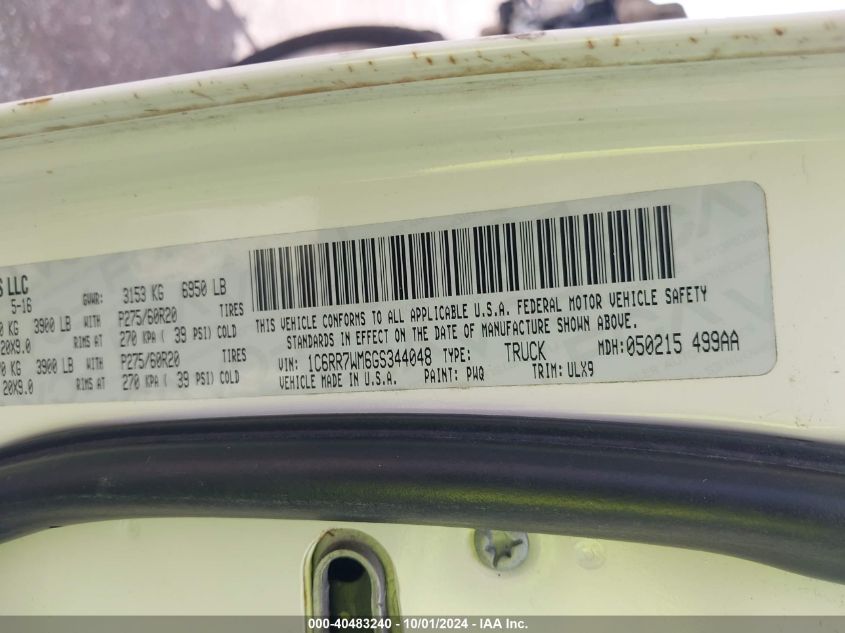 S LLC
5-16
GVWR: 3153 KG 6950 LB
0 KG 3900 LB WITH P275/60R20 TIRES
20X9.0 RIMS AT 270 KPA ( 39 PSI) COLD
0 KG 3900 LB WITH P275/60R20 TIRES
20X9.0 RIMS AT 270 KPA ( 39 PSI) COLD
THIS VEHICLE CONFORMS TO ALL APPLICABLE U.S.A. FEDERAL MOTOR VEHICLE SAFETY
STANDARDS IN EFFECT ON THE DATE OF MANUFACTURE SHOWN ABOVE.
VIN: 1C6RR7WM6GS344048 TYPE: TRUCK MDH: 050215 499AA
VEHICLE MADE IN U.S.A. PAINT: PWQ TRIM: ULX9
000-40483240 - 10/01/2024 - IAA Inc.